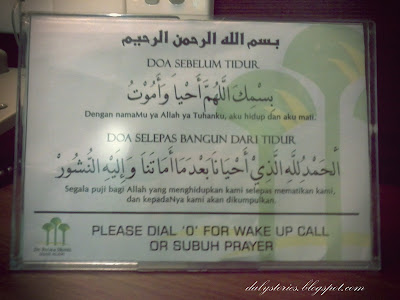 بسم الله الرحمن الرحيم
DOA SEBELUM TIDUR
بِسْمِكَ اللَّهُمَّ أَحْيَا وَأَمُوْتُ
Dengan namaMu ya Allah ya Tuhanku, aku hidup dan aku mati.
DOA SELEPAS BANGUN DARI TIDUR
الْحَمْدُ لِلَّهِ الَّذِيْ أَحْيَانَا بَعْدَ مَا أَمَاتَنَا وَإِلَيْهِ النُّشُوْرُ
Segala puji bagi Allah yang menghidupkan kami selepas mematikan kami,
dan kepadaNya kami akan dikumpulkan.
PLEASE DIAL ‘0’ FOR WAKE UP CALL
OR SUBUH PRAYER
dalystories.blogspot.com